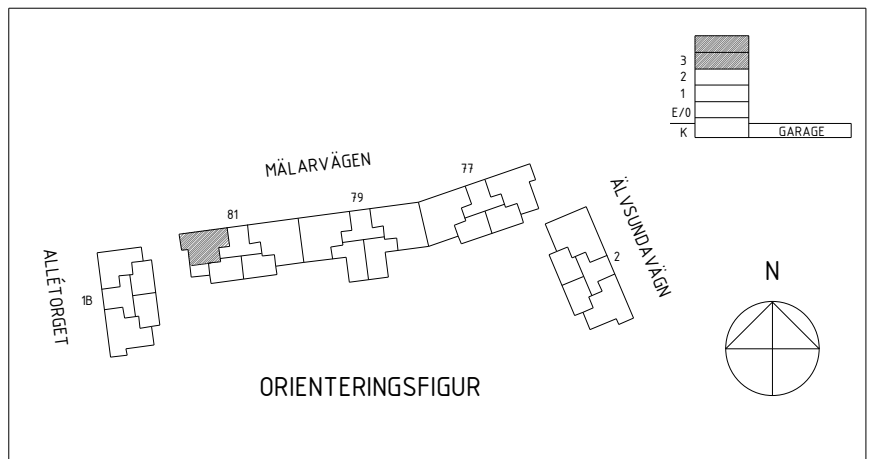 3
2
1
E/0
K
GARAGE
MÄLARVÄGEN
77
79
81
ÄLVSUNDAVÄGN
2
ALLÉTORGET
1B
N
ORIENTERINGSFIGUR